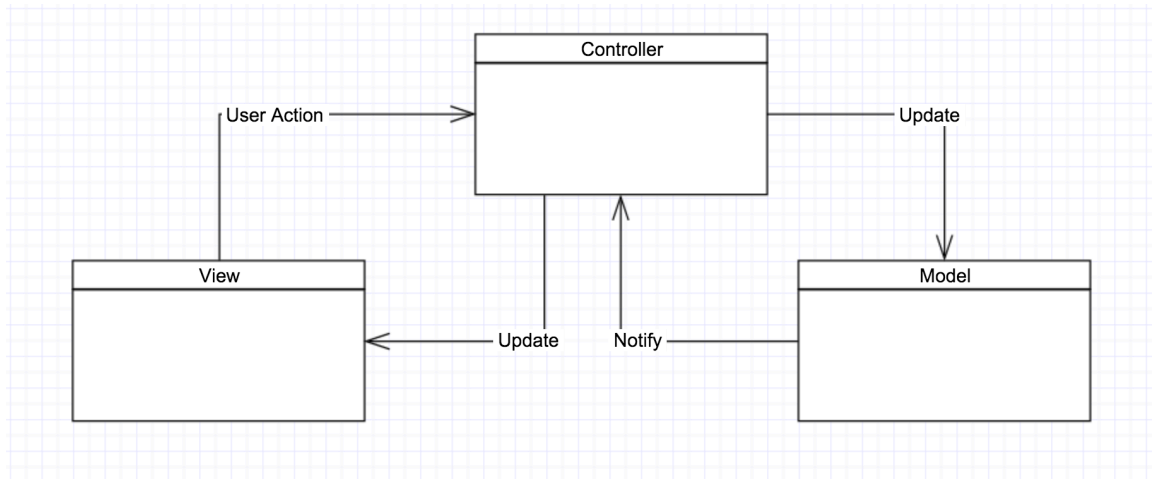 Controller
User Action
Update
View
Model
Update
Notify